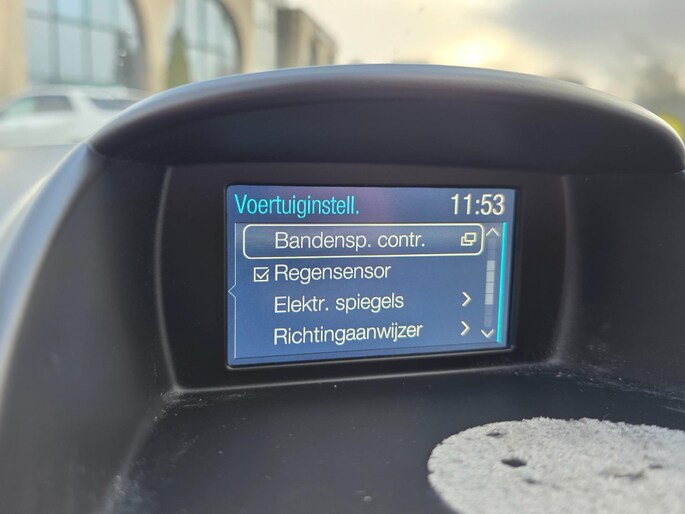 Voertuiginstell. 11:53
Bandensp. contr.
Regensensor
Elektr. spiegels
Richtingaanwijzer